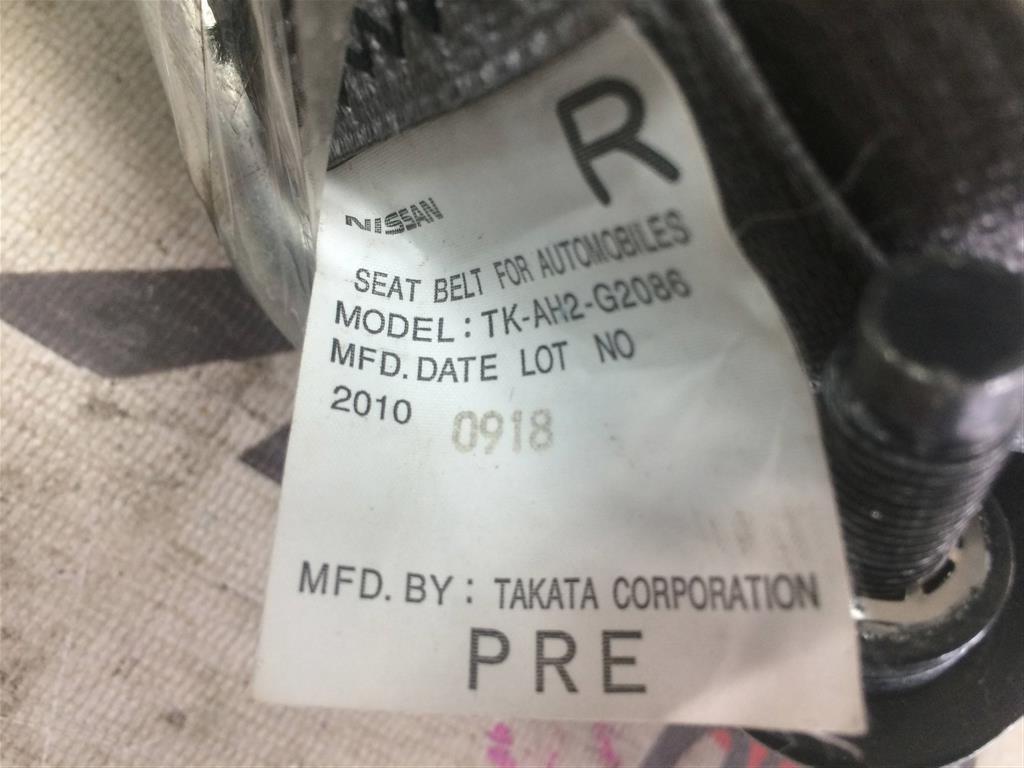 R
NISSAN
SEAT BELT FOR AUTOMOBILES
MODEL : TK-AH2-G2086
MFD. DATE LOT NO
2010 0918
MFD. BY : TAKATA CORPORATION
PRE